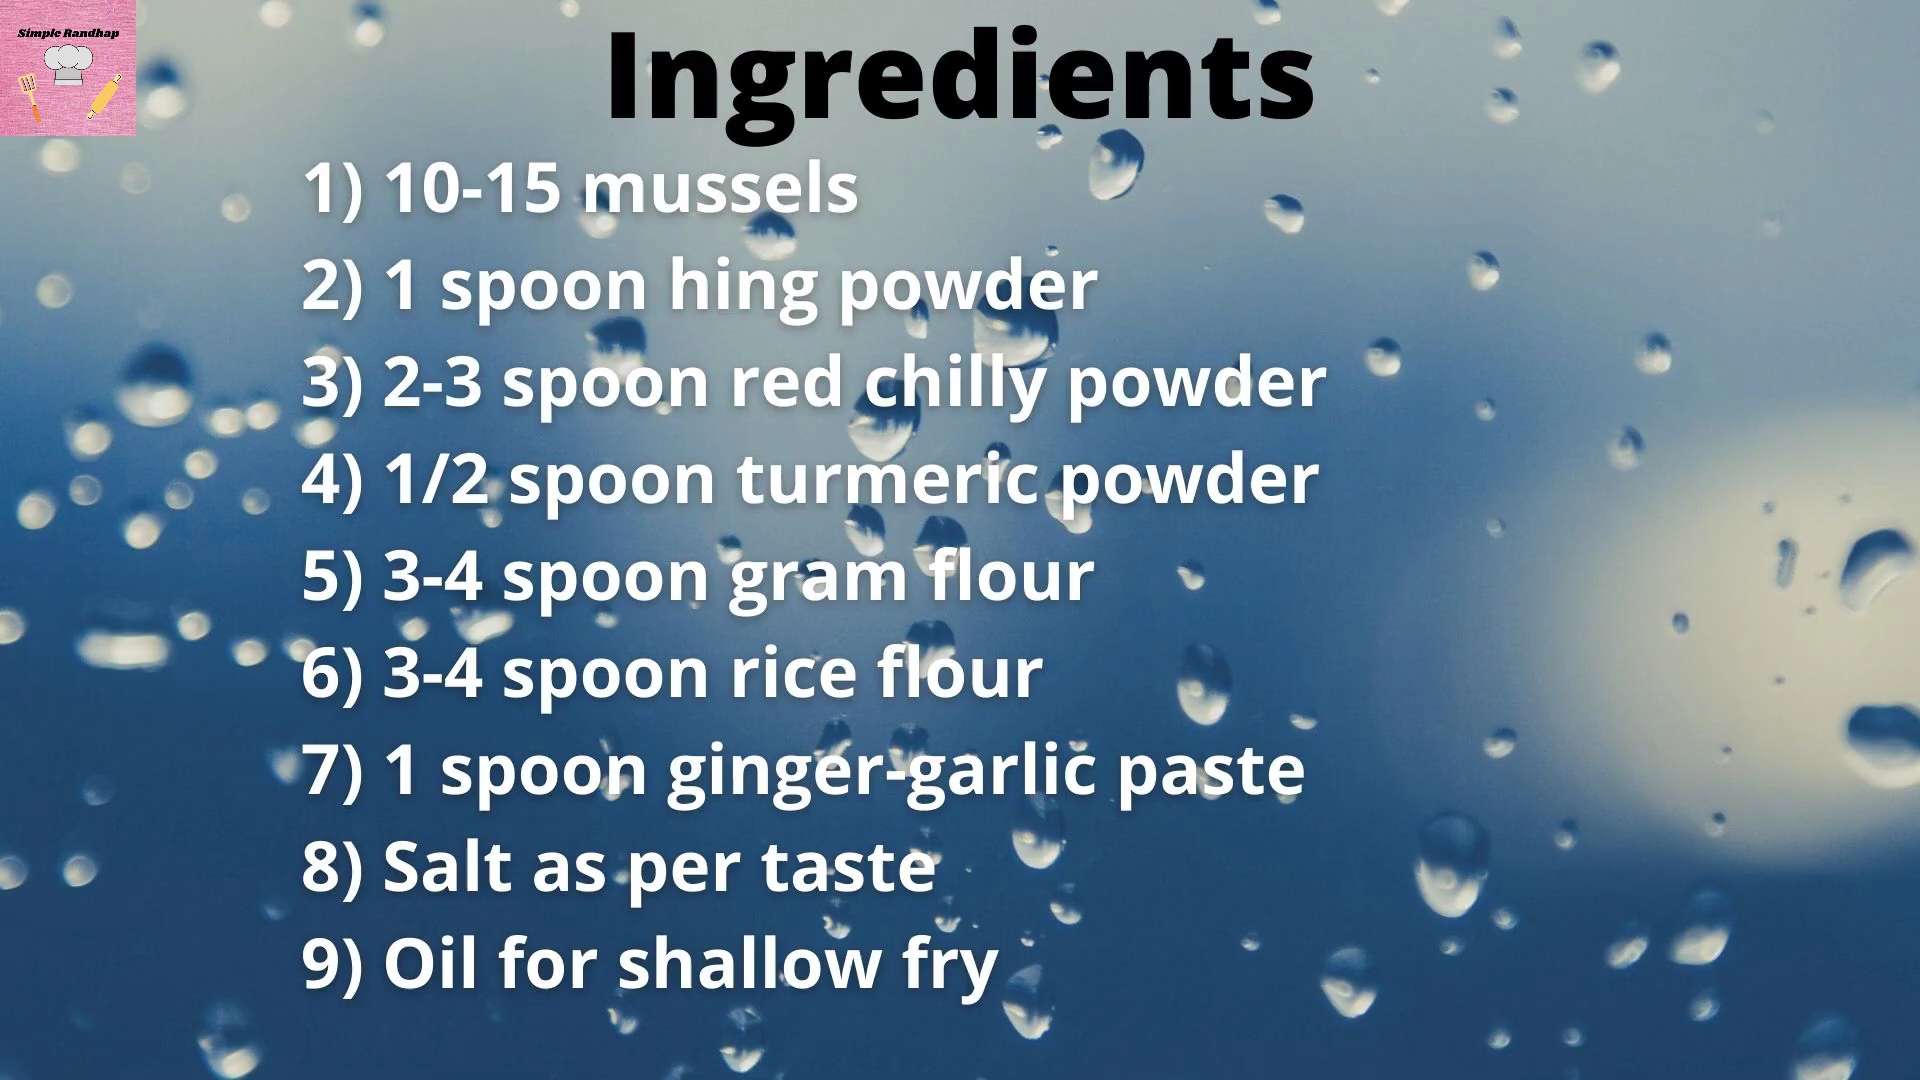 Simple Randhap
Ingredients
1) 10-15 mussels
2) 1 spoon hing powder
3) 2-3 spoon red chilly powder
4) 1/2 spoon turmeric powder
5) 3-4 spoon gram flour
6) 3-4 spoon rice flour
7) 1 spoon ginger-garlic paste
8) Salt as per taste
9) Oil for shallow fry